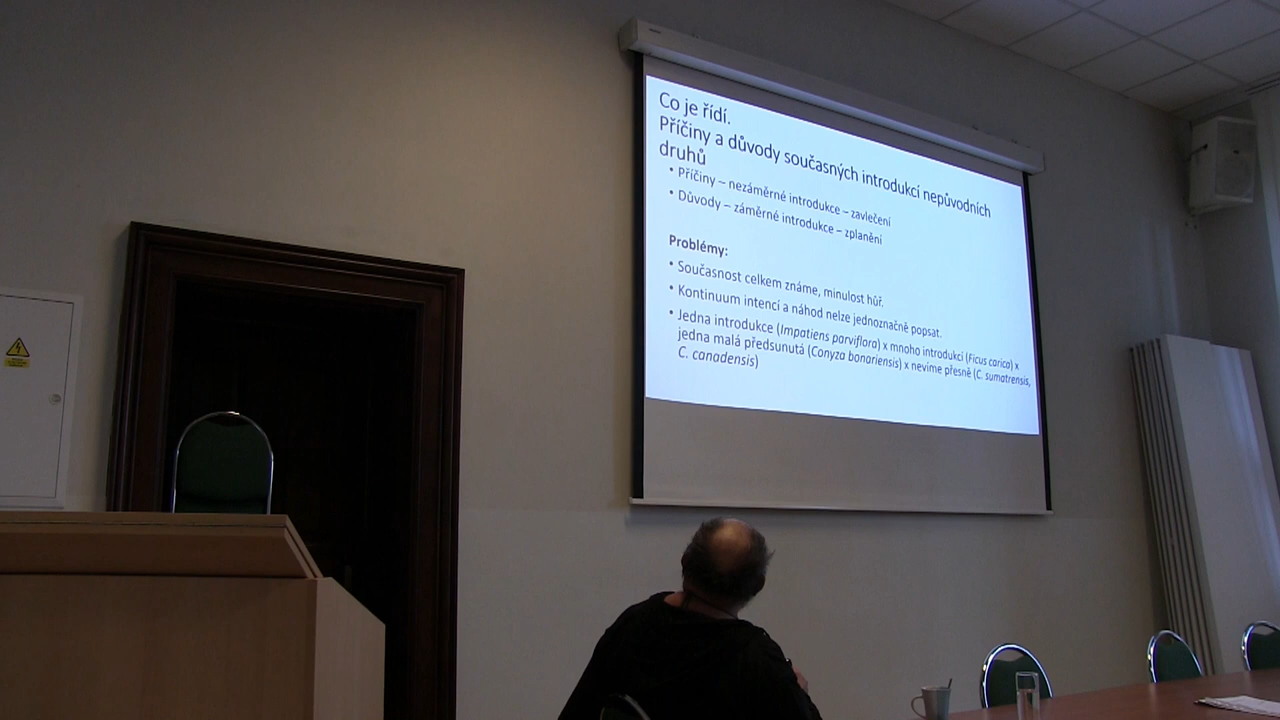 Co je řídí.
Příčiny a důvody současných introdukcí nepůvodních
druhů
• Příčiny – nezáměrné introdukce – zavlečení
• Důvody – záměrné introdukce – zplanění
Problémy:
• Současnost celkem známe, minulost hůř.
• Kontinuum intencí a náhod nelze jednoznačně popsat.
• Jedna introdukce (Impatiens parviflora) x mnoho introdukcí (Ficus carica) x
jedna malá předsunutá (Conyza bonariensis) x nevíme přesně (C. sumatrensis,
C. canadensis)